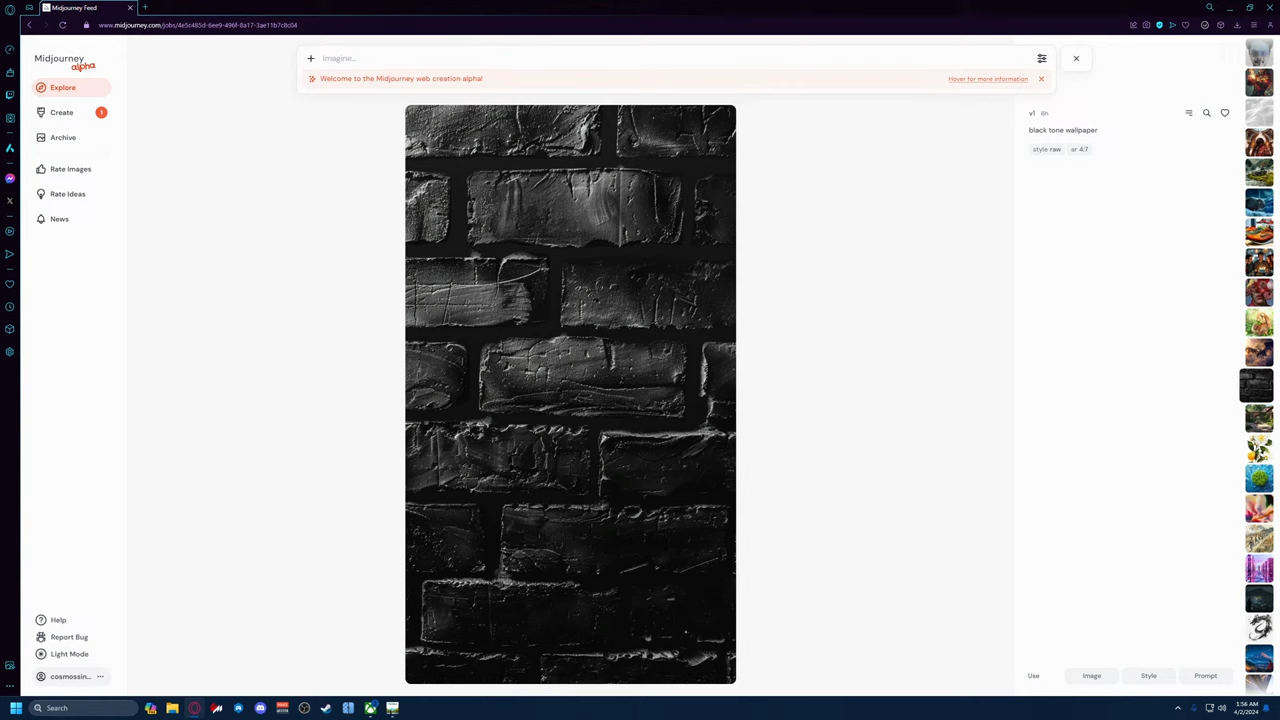 Midjourney Feed
www.midjourney.com/jobs/4e5c485d-6ee9-496f-8a17-3ae11b7c8c04
Midjourney
alpha
Imagine...
Welcome to the Midjourney web creation alpha!
Hover for more information
Explore
Create
1
Archive
Rate Images
Rate Ideas
News
v1 6h
black tone wallpaper
style raw ar 4:7
Help
Report Bug
Light Mode
cosmossin...
Use
Image
Style
Prompt
Search
1:56 AM
4/2/2024